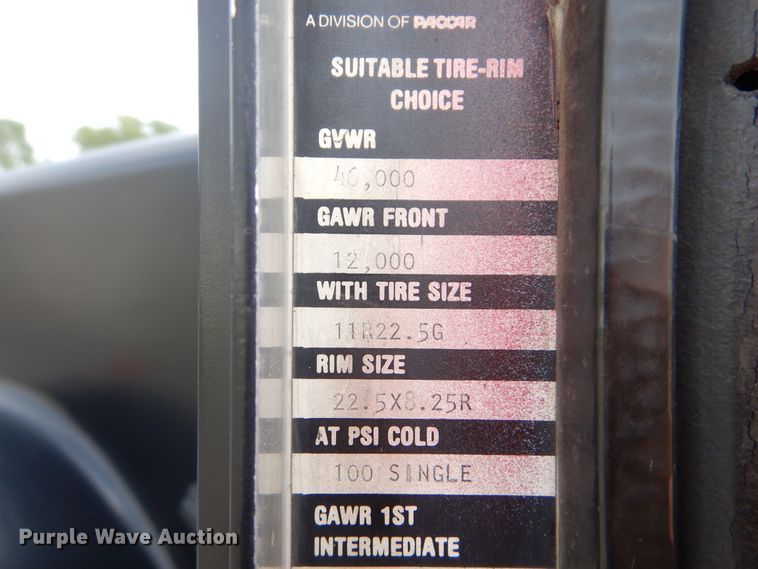 A DIVISION OF PACCAR
SUITABLE TIRE-RIM
CHOICE
GVWR
46,000
GAWR FRONT
12,000
WITH TIRE SIZE
11R22.5G
RIM SIZE
22.5X8.25R
AT PSI COLD
100 SINGLE
GAWR 1ST
INTERMEDIATE
Purple Wave Auction